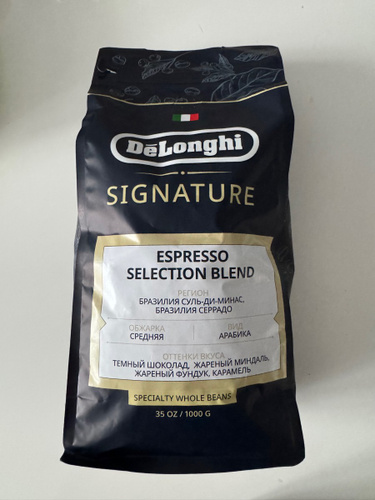 DeLonghi
SIGNATURE
ESPRESSO
SELECTION BLEND
РЕГИОН
БРАЗИЛИЯ СУЛЬ-ДИ-МИНАС,
БРАЗИЛИЯ СЕРРАДО
ОБЖАРКА
СРЕДНЯЯ
ВИД
АРАБИКА
ОТТЕНКИ ВКУСА
ТЕМНЫЙ ШОКОЛАД, ЖАРЕНЫЙ МИНДАЛЬ,
ЖАРЕНЫЙ ФУНДУК, КАРАМЕЛЬ
SPECIALTY WHOLE BEANS
35 OZ / 1000 G